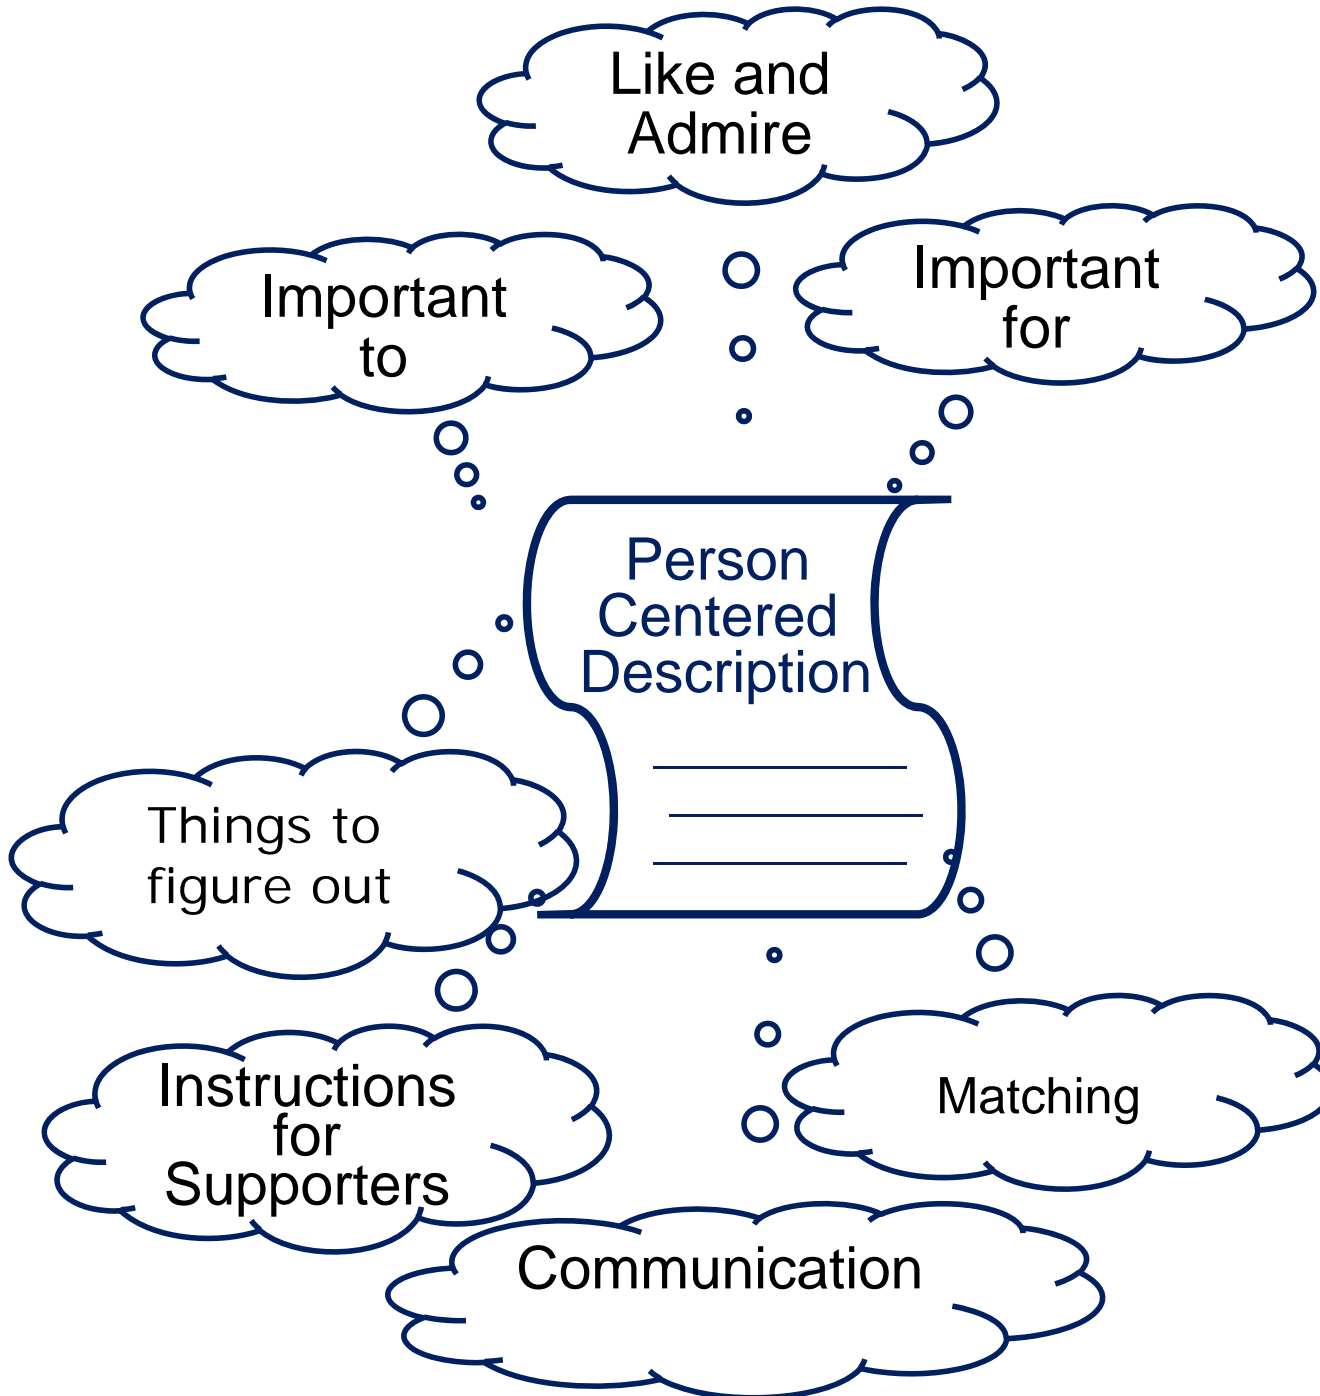 Like and
Admire
Important
to
Important
for
Person
Centered
Description
Things to
figure out
Instructions
for
Supporters
Matching
Communication